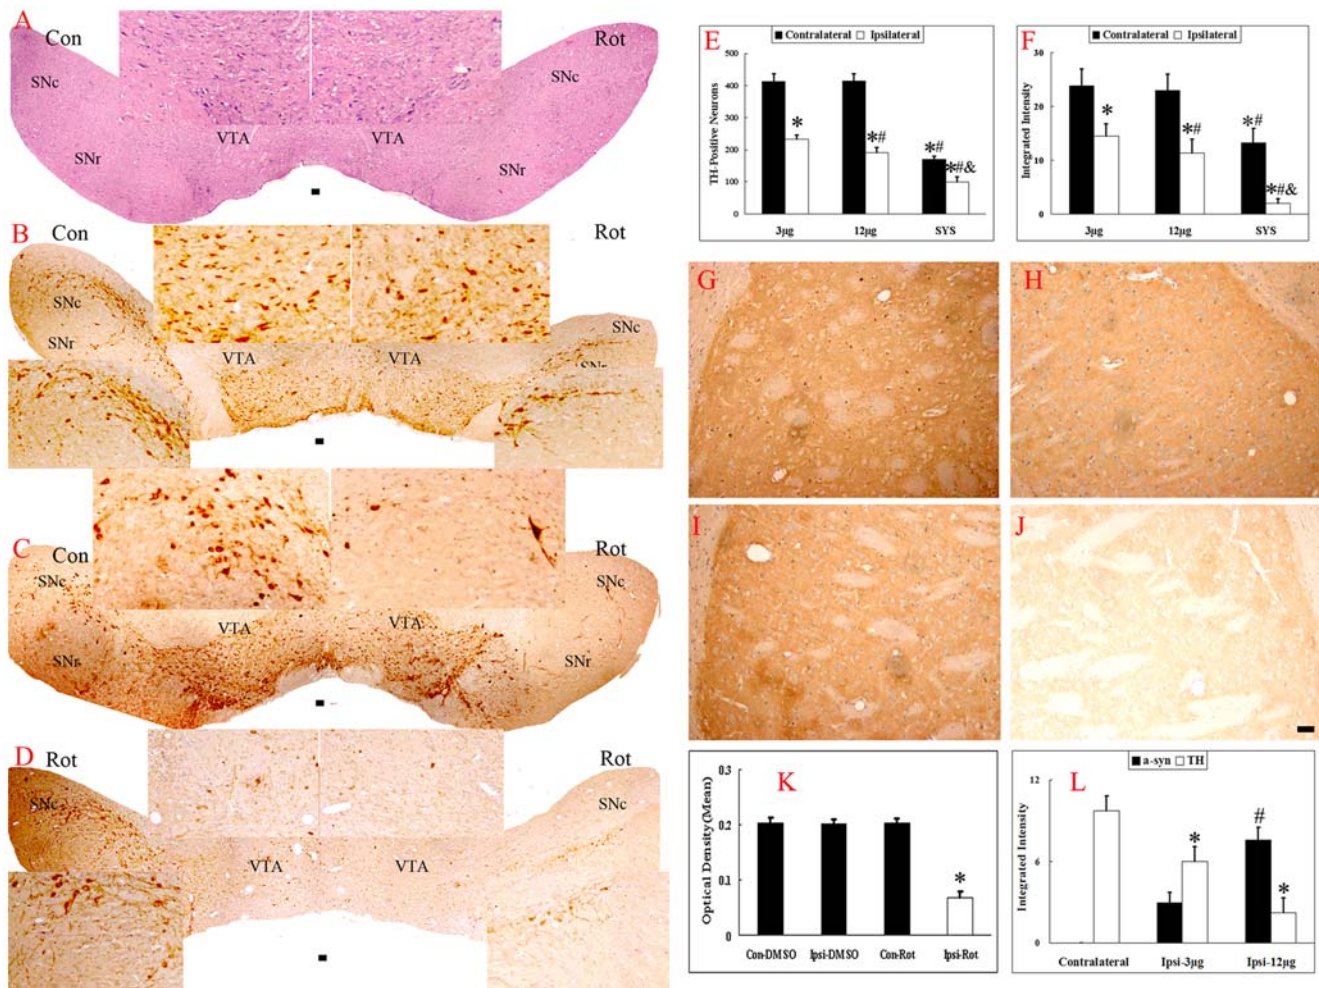 A
Con
Rot
SNc
SNc
VTA
VTA
SNr
SNr
B
Con
Rot
SNc
SNc
SNr
SNr
VTA
VTA
C
Con
Rot
SNc
SNc
VTA
VTA
SNr
SNr
D
Rot
Rot
SNc
SNc
VTA
VTA
E
Contralateral Ipsilateral
TH-Positive Neurons
500
400
300
200
100
0
*
*#
*#
*#&
3µg 12µg SYS
F
Contralateral Ipsilateral
Integrated Intensity
30
20
10
0
*
*#
*#
*#&
3µg 12µg SYS
G
H
I
J
K
Optical Density(Mean)
0.3
0.2
0.1
0
*
Con-DMSO Ipsi-DMSO Con-Rot Ipsi-Rot
L
a-syn TH
Integrated Intensity
12
6
0
*
#
*
Contralateral Ipsi-3µg Ipsi-12µg